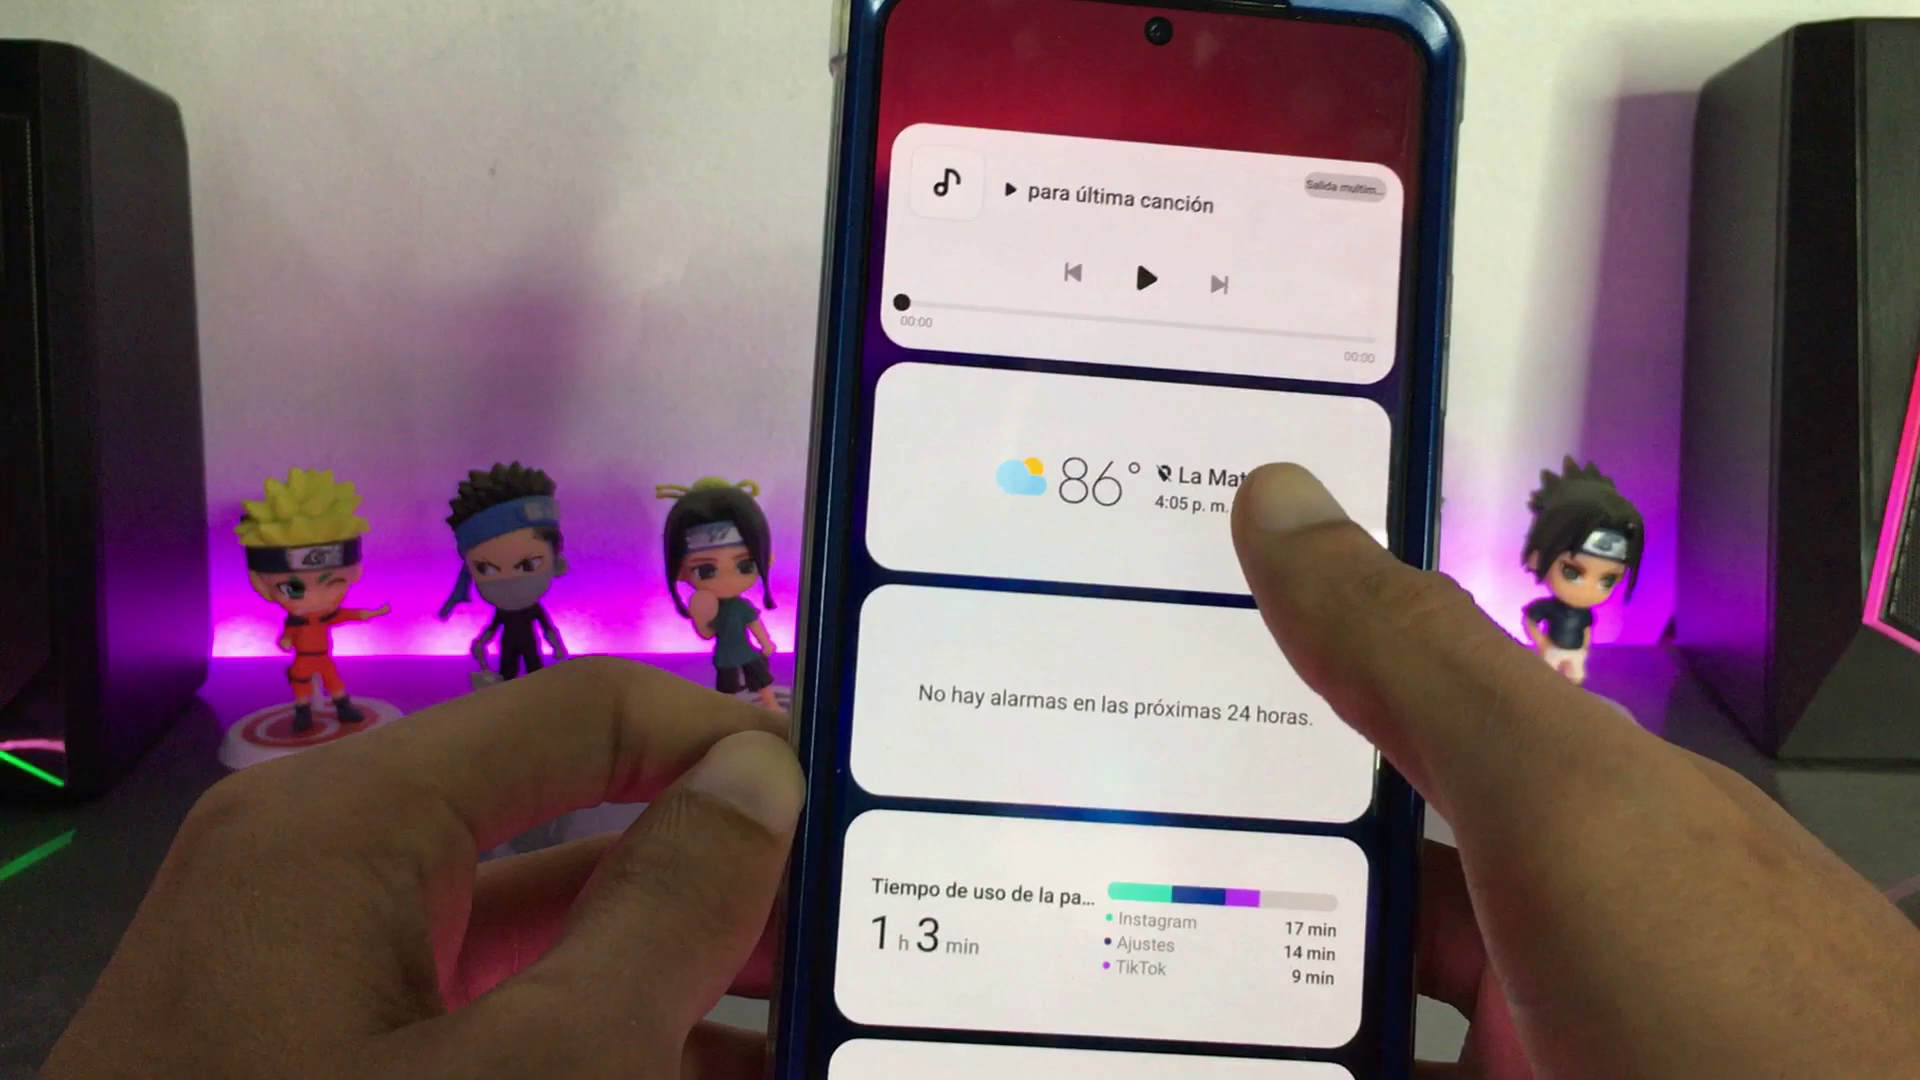 para última canción
Salida multim...
00:00
00:00
86°
La Mat
4:05 p. m.
No hay alarmas en las próximas 24 horas.
Tiempo de uso de la pa...
1 h 3 min
Instagram 17 min
Ajustes 14 min
TikTok 9 min